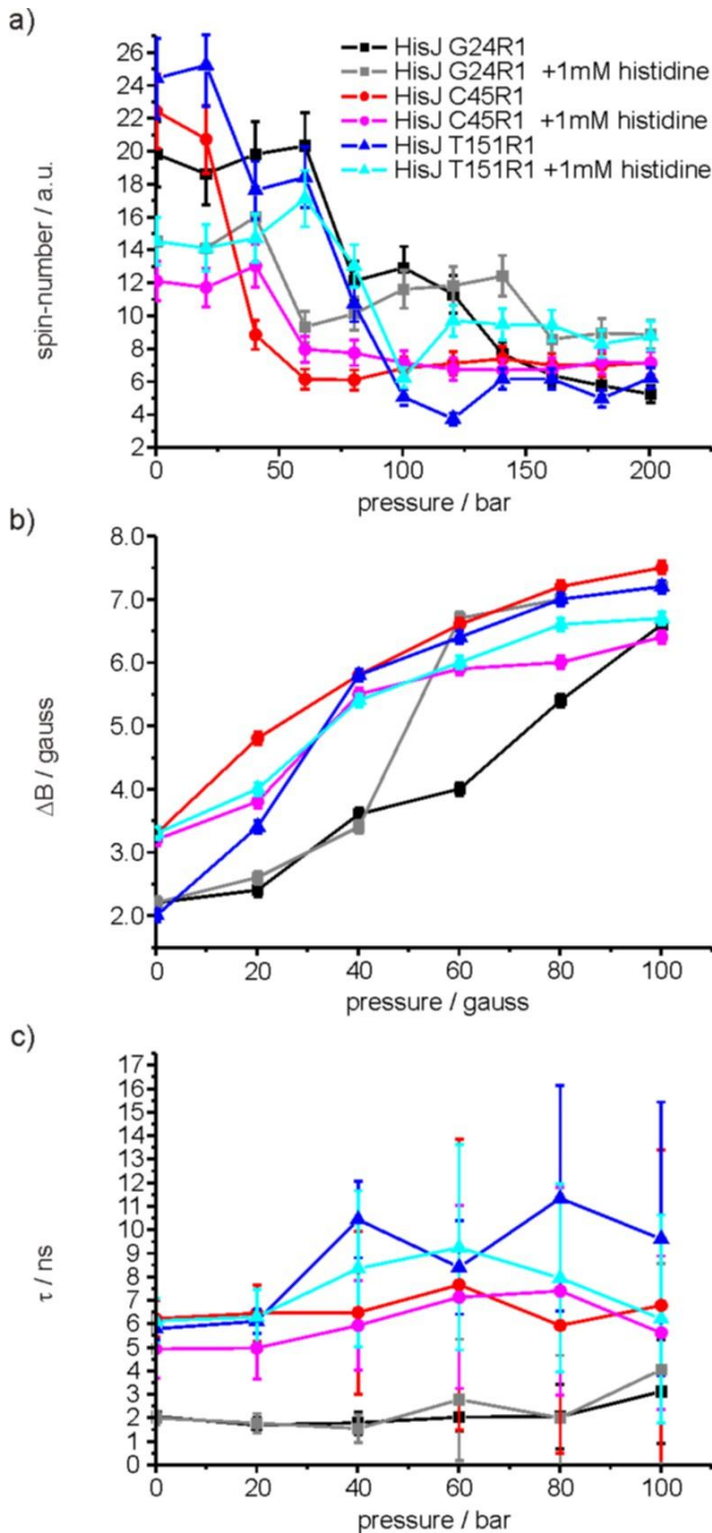 a)
26
24
22
20
18
16
14
12
10
8
6
4
2
spin-number / a.u.
HisJ G24R1
HisJ G24R1 +1mM histidine
HisJ C45R1
HisJ C45R1 +1mM histidine
HisJ T151R1
HisJ T151R1 +1mM histidine
0 50 100 150 200
pressure / bar
b)
8.0
7.0
6.0
5.0
4.0
3.0
2.0
ΔB / gauss
0 20 40 60 80 100
pressure / gauss
c)
17
16
15
14
13
12
11
10
9
8
7
6
5
4
3
2
1
0
τ / ns
0 20 40 60 80 100
pressure / bar